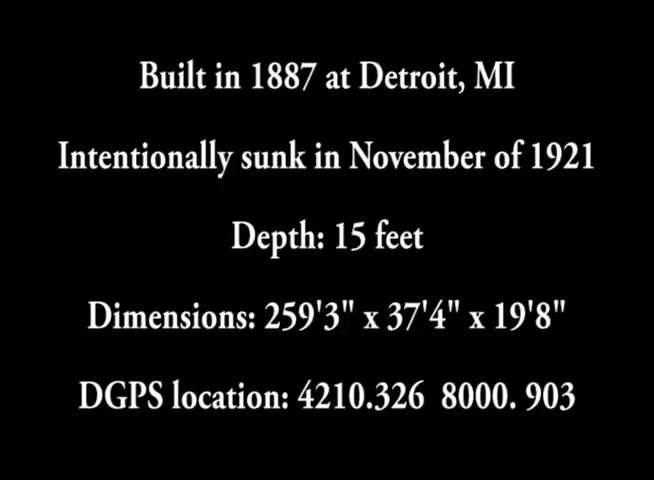 Built in 1887 at Detroit, MI
Intentionally sunk in November of 1921
Depth: 15 feet
Dimensions: 259'3" x 37'4" x 19'8"
DGPS location: 4210.326  8000. 903